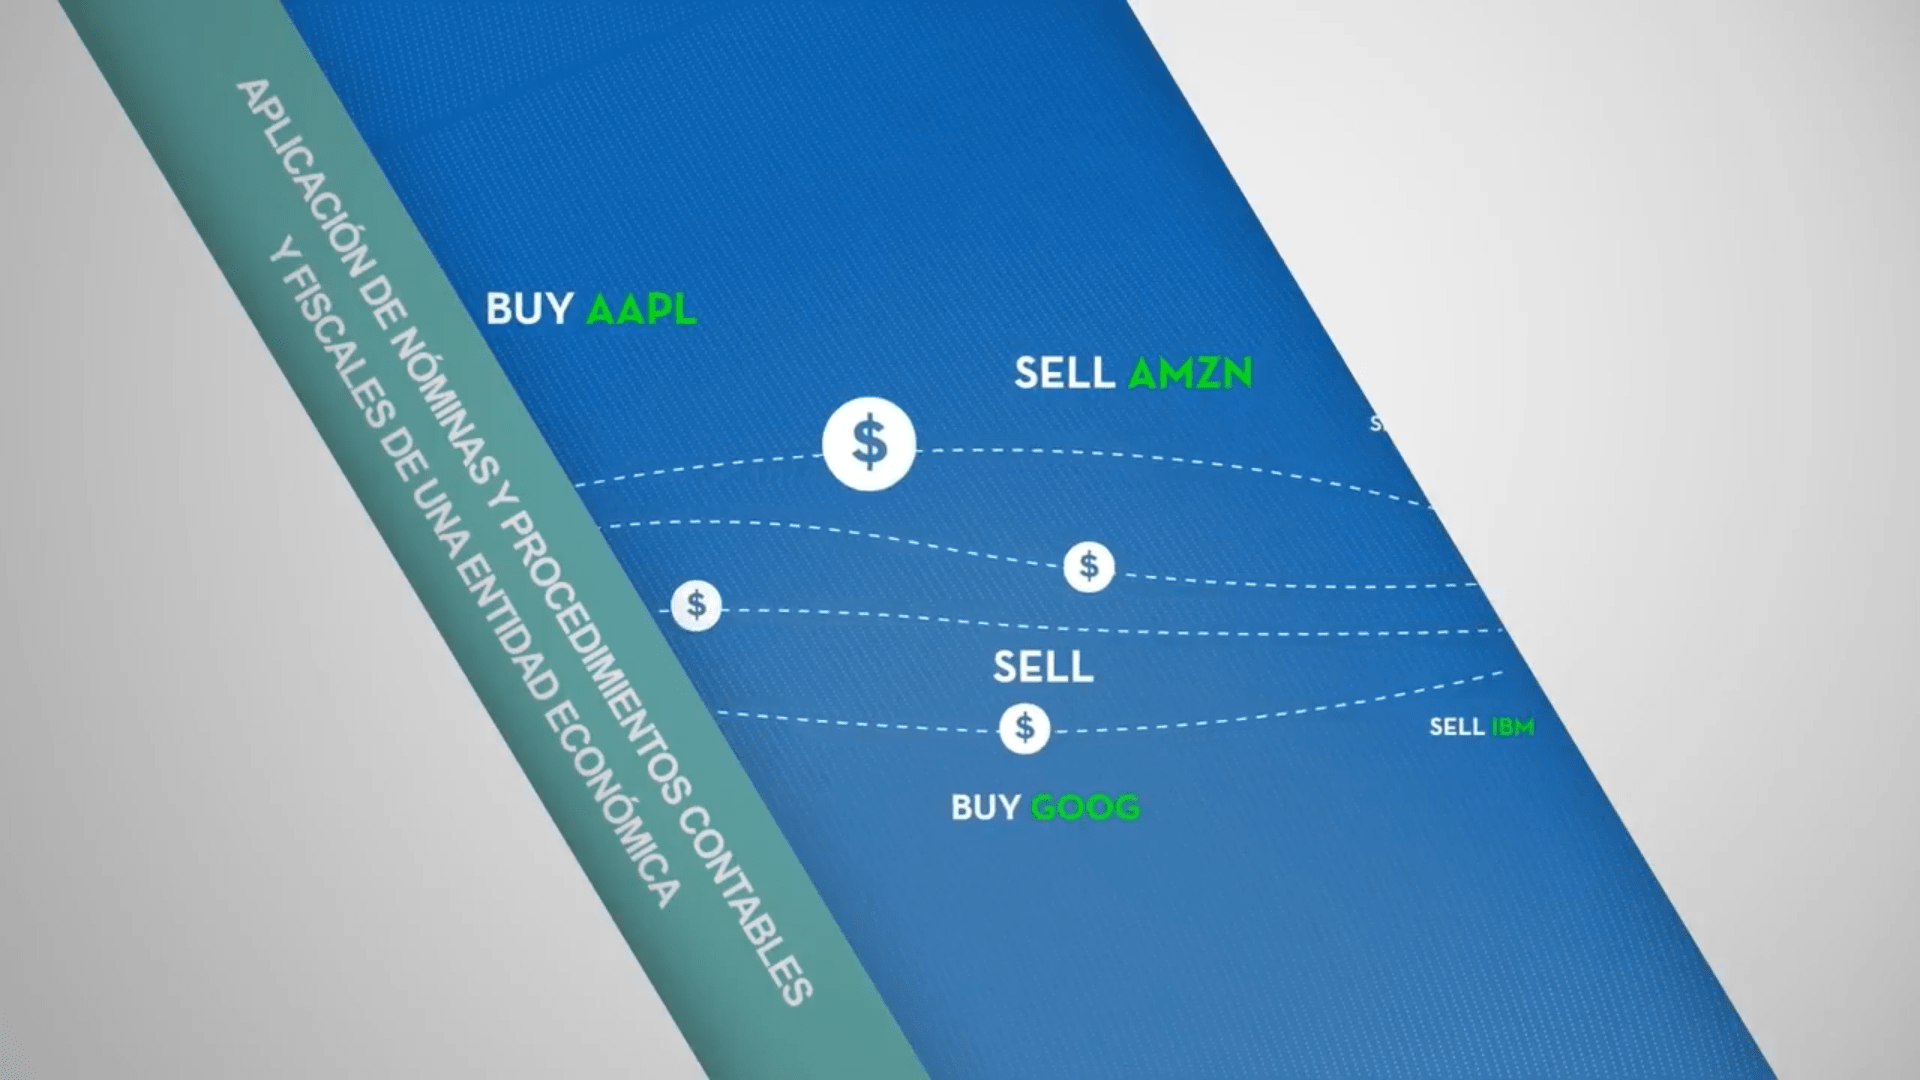 APLICACIÓN DE NÓMINAS Y PROCEDIMIENTOS CONTABLES
Y FISCALES DE UNA ENTIDAD ECONÓMICA
BUY AAPL
SELL AMZN
$
$
$
SELL
$
SELL IBM
BUY GOOG